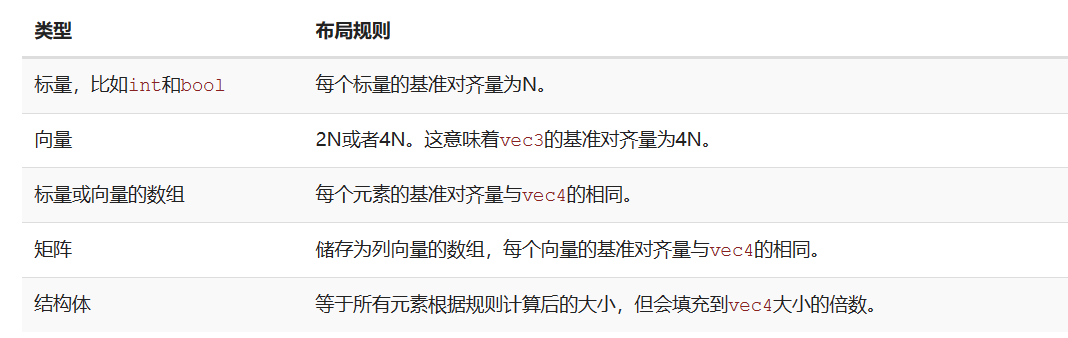 类型 布局规则
标量，比如int和bool 每个标量的基准对齐量为N。
向量 2N或者4N。这意味着vec3的基准对齐量为4N。
标量或向量的数组 每个元素的基准对齐量与vec4的相同。
矩阵 储存为列向量的数组，每个向量的基准对齐量与vec4的相同。
结构体 等于所有元素根据规则计算后的大小，但会填充到vec4大小的倍数。